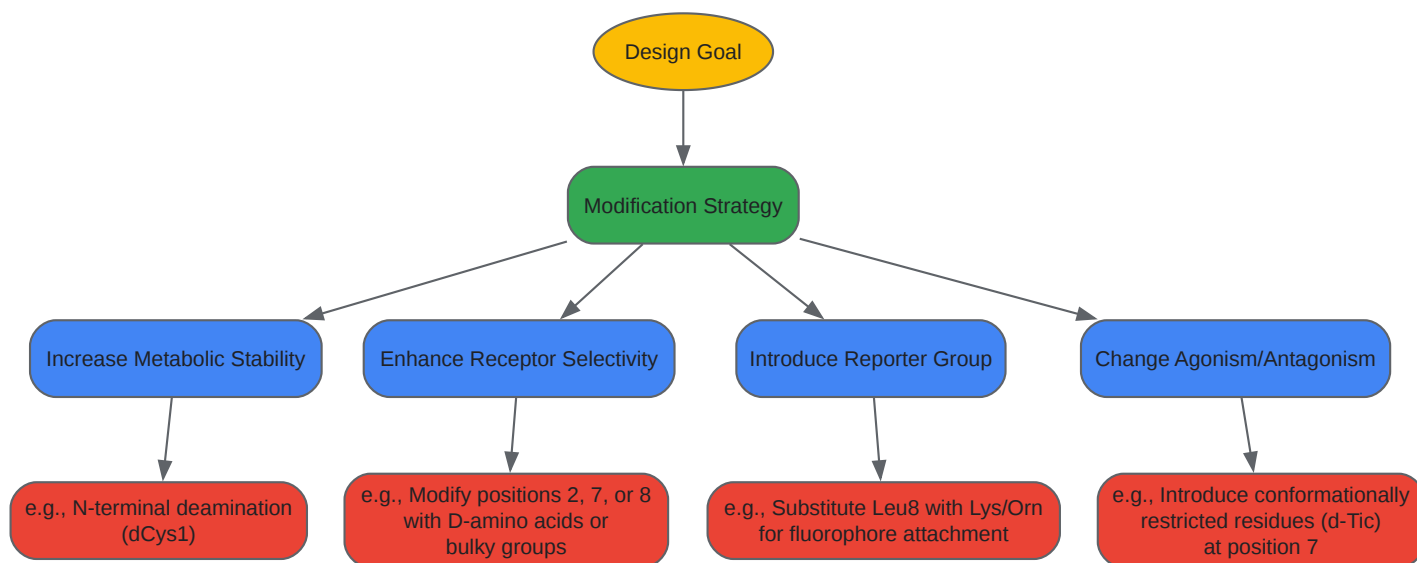 Design Goal
Modification Strategy
Increase Metabolic Stability
Enhance Receptor Selectivity
Introduce Reporter Group
Change Agonism/Antagonism
e.g., N-terminal deamination
(dCys1)
e.g., Modify positions 2, 7, or 8
with D-amino acids or
bulky groups
e.g., Substitute Leu8 with Lys/Orn
for fluorophore attachment
e.g., Introduce conformationally
restricted residues (d-Tic)
at position 7